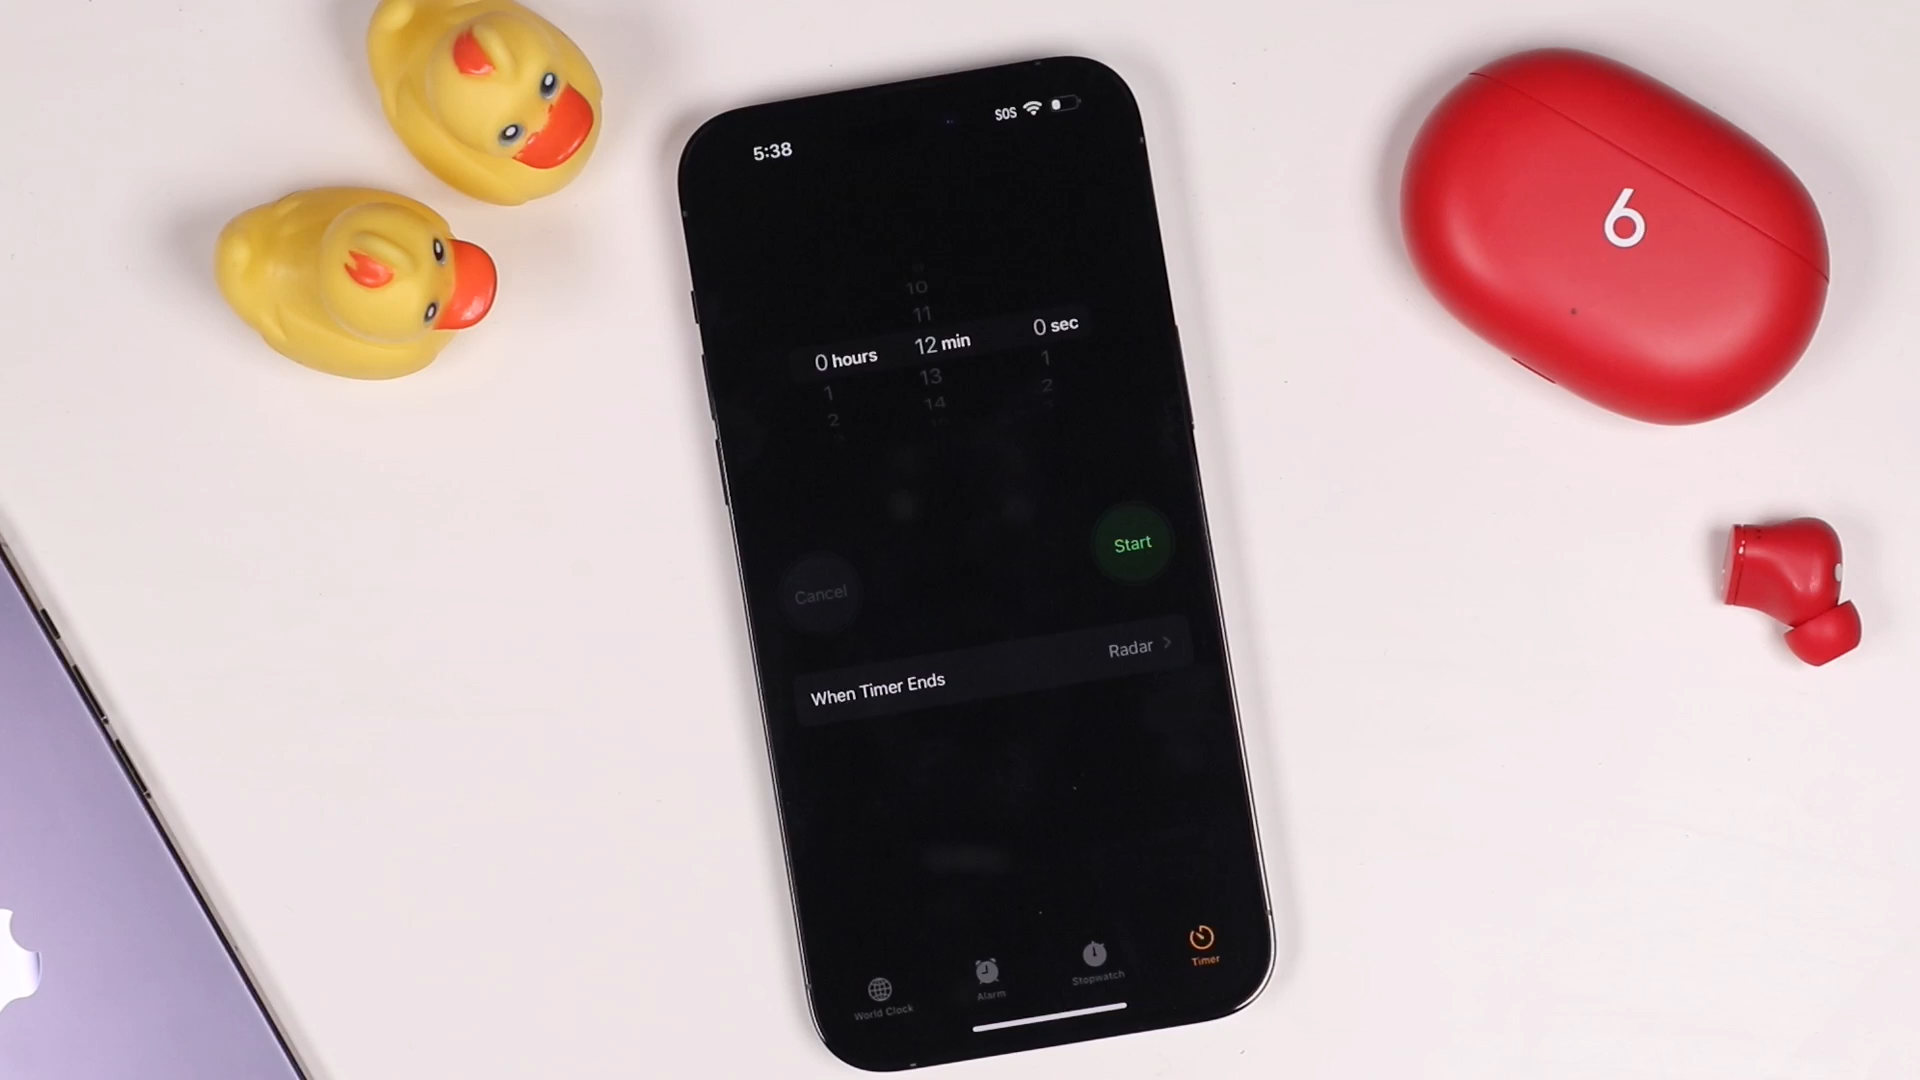 5:38
SOS
10
11
0 hours 12 min 0 sec
1 13 1
2 14 2
Cancel
Start
When Timer Ends Radar
World Clock Alarm Stopwatch Timer